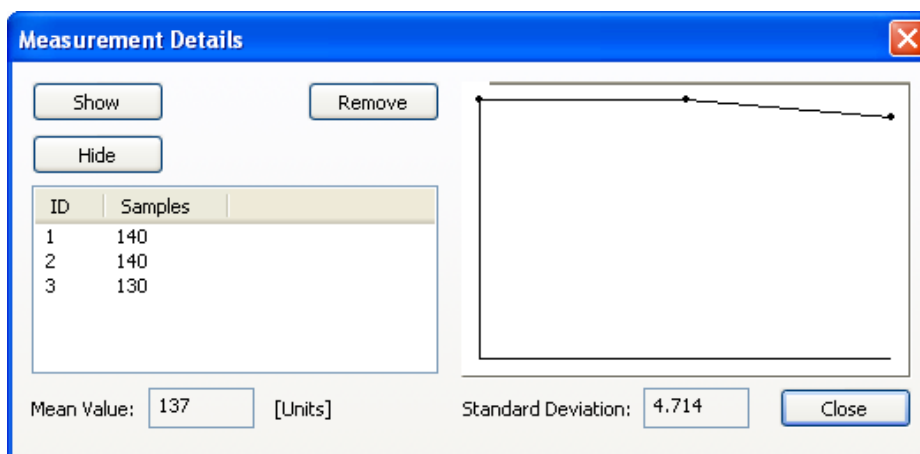 Measurement Details
Show
Remove
Hide
ID Samples
1 140
2 140
3 130
Mean Value: 137 [Units]
Standard Deviation: 4.714
Close